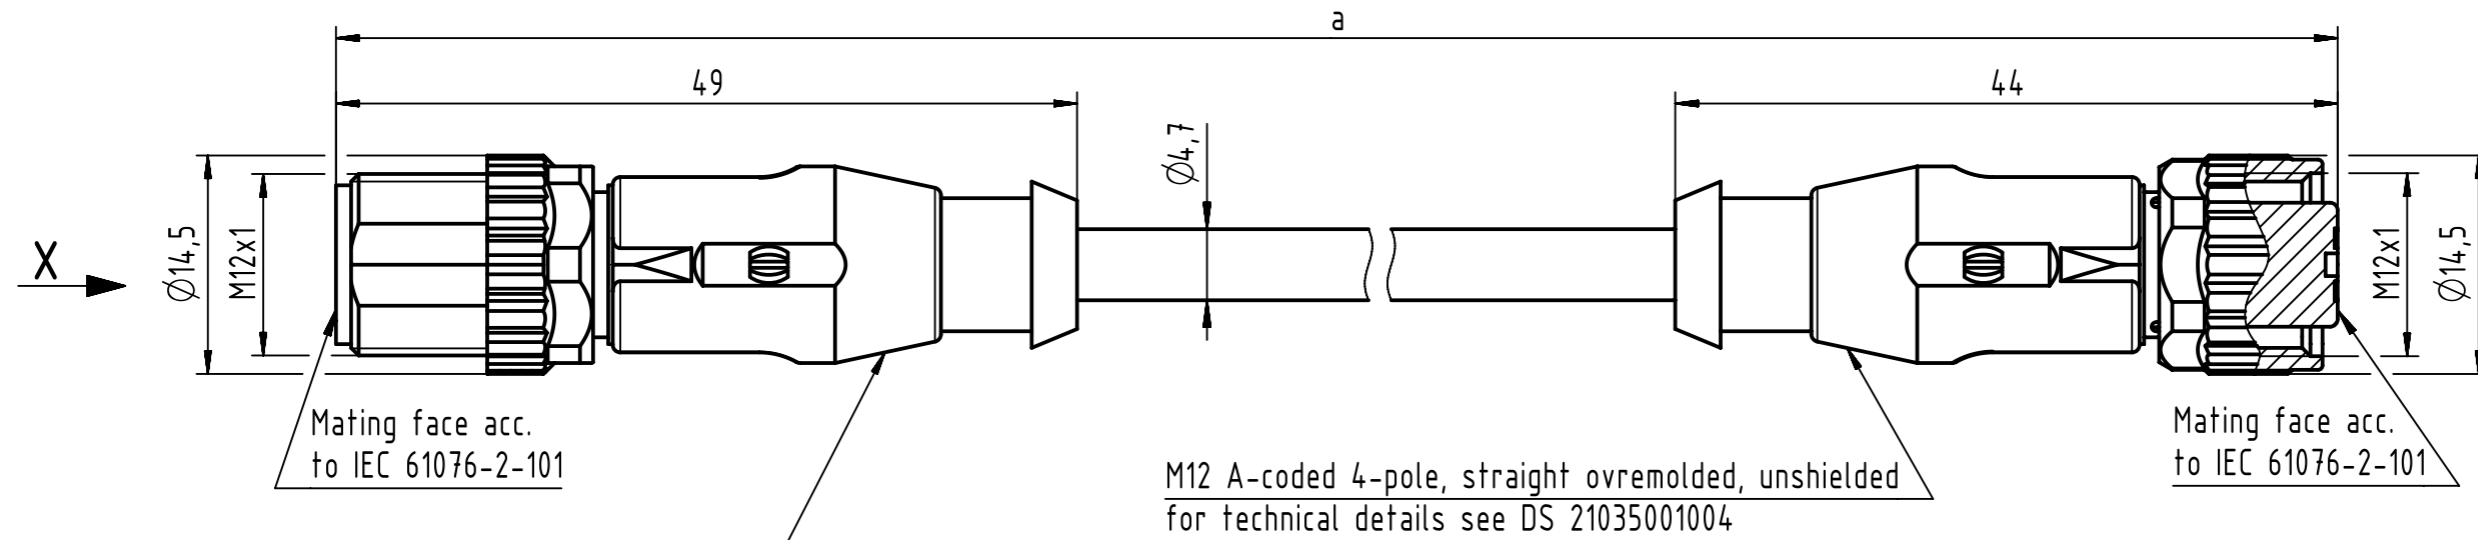 a
49
44
Ø4,7
X
Ø14,5
M12x1
M12x1
Ø14,5
Mating face acc.
to IEC 61076-2-101
Mating face acc.
to IEC 61076-2-101
M12 A-coded 4-pole, straight ovremolded, unshielded
for technical details see DS 21035001004